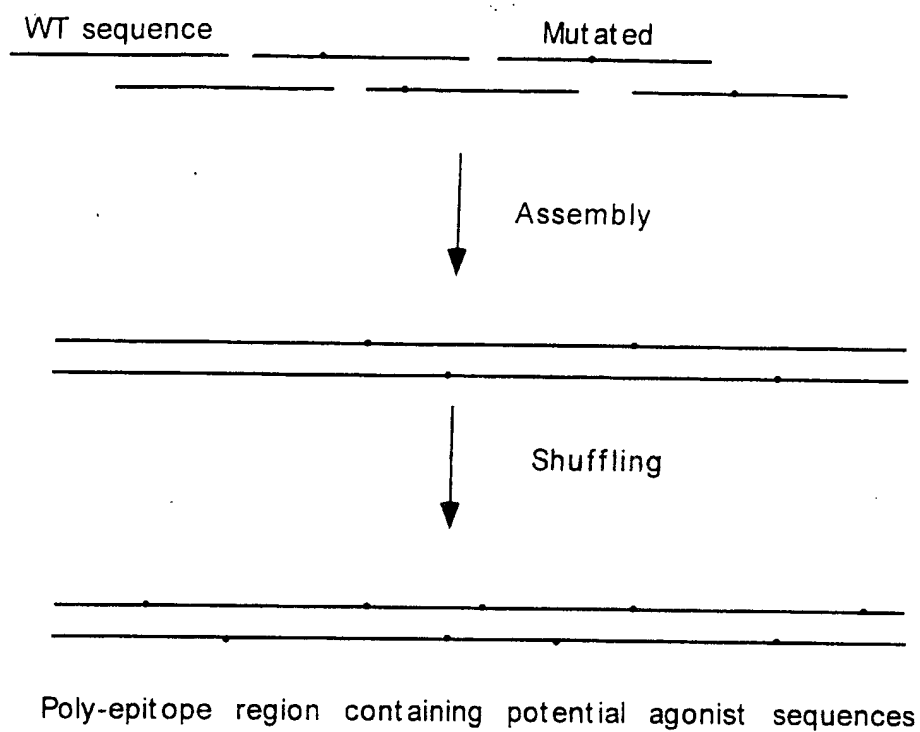 WT sequence
Mutated
Assembly
Shuffling
Poly-epitope region containing potential agonist sequences